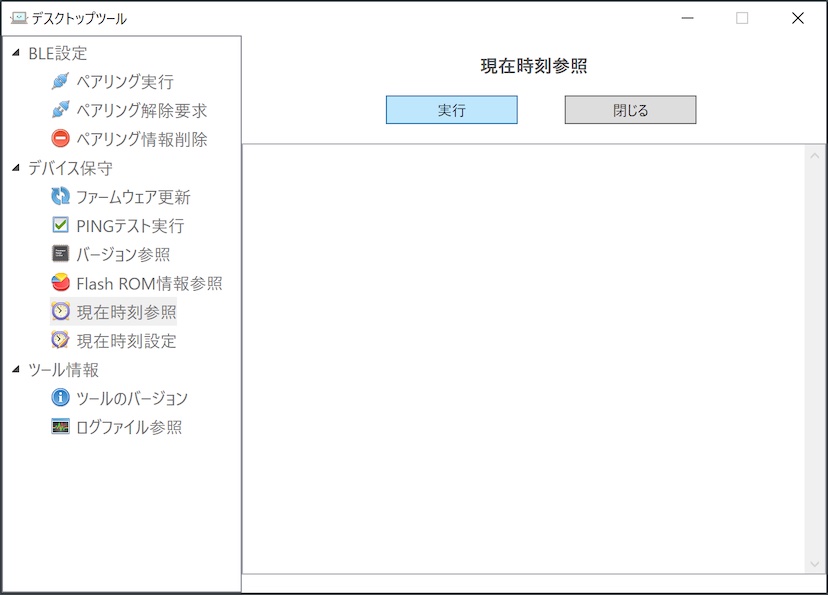 デスクトップツール
BLE設定
ペアリング実行
ペアリング解除要求
ペアリング情報削除
デバイス保守
ファームウェア更新
PINGテスト実行
バージョン参照
Flash ROM情報参照
現在時刻参照
現在時刻設定
ツール情報
ツールのバージョン
ログファイル参照
現在時刻参照
実行
閉じる